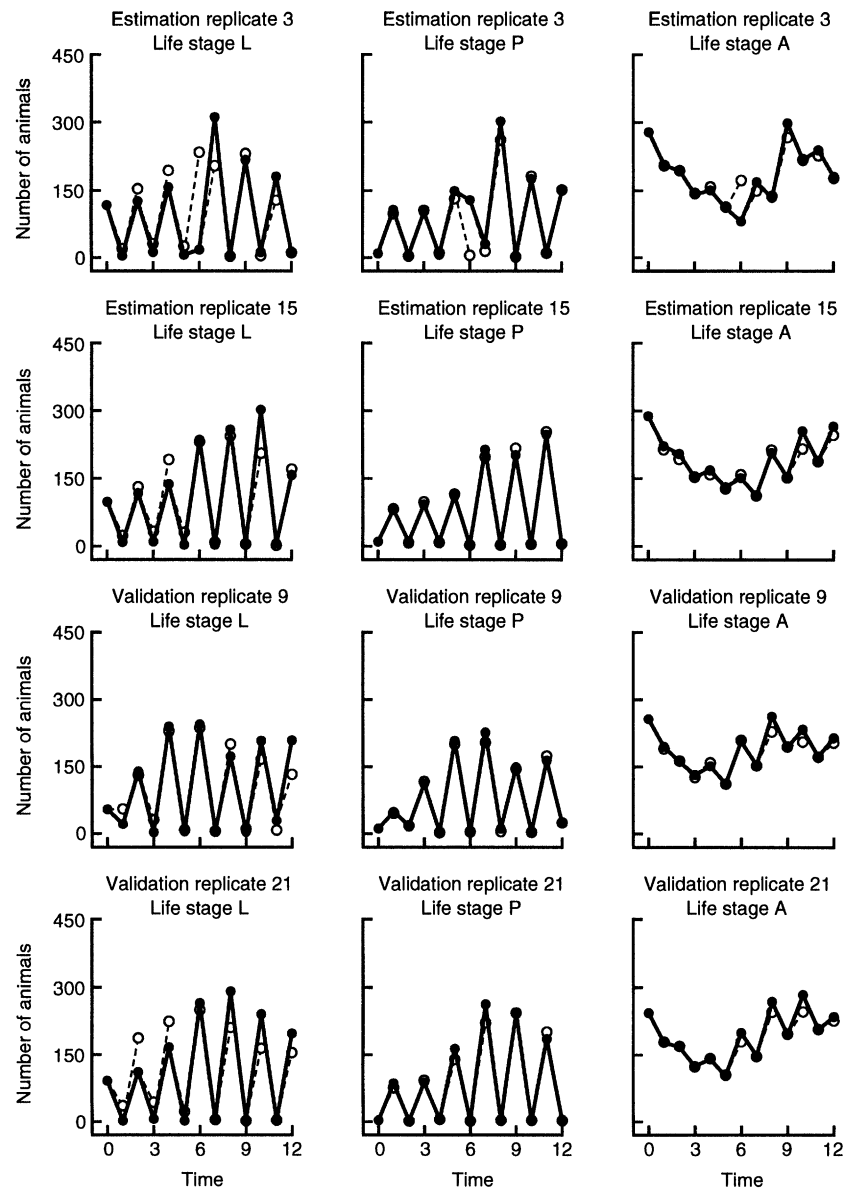 Estimation replicate 3
Life stage L
Estimation replicate 3
Life stage P
Estimation replicate 3
Life stage A
Number of animals
450
300
150
0
Estimation replicate 15
Life stage L
Estimation replicate 15
Life stage P
Estimation replicate 15
Life stage A
Number of animals
450
300
150
0
Validation replicate 9
Life stage L
Validation replicate 9
Life stage P
Validation replicate 9
Life stage A
Number of animals
450
300
150
0
Validation replicate 21
Life stage L
Validation replicate 21
Life stage P
Validation replicate 21
Life stage A
Number of animals
450
300
150
0
0 3 6 9 12
0 3 6 9 12
0 3 6 9 12
Time
Time
Time